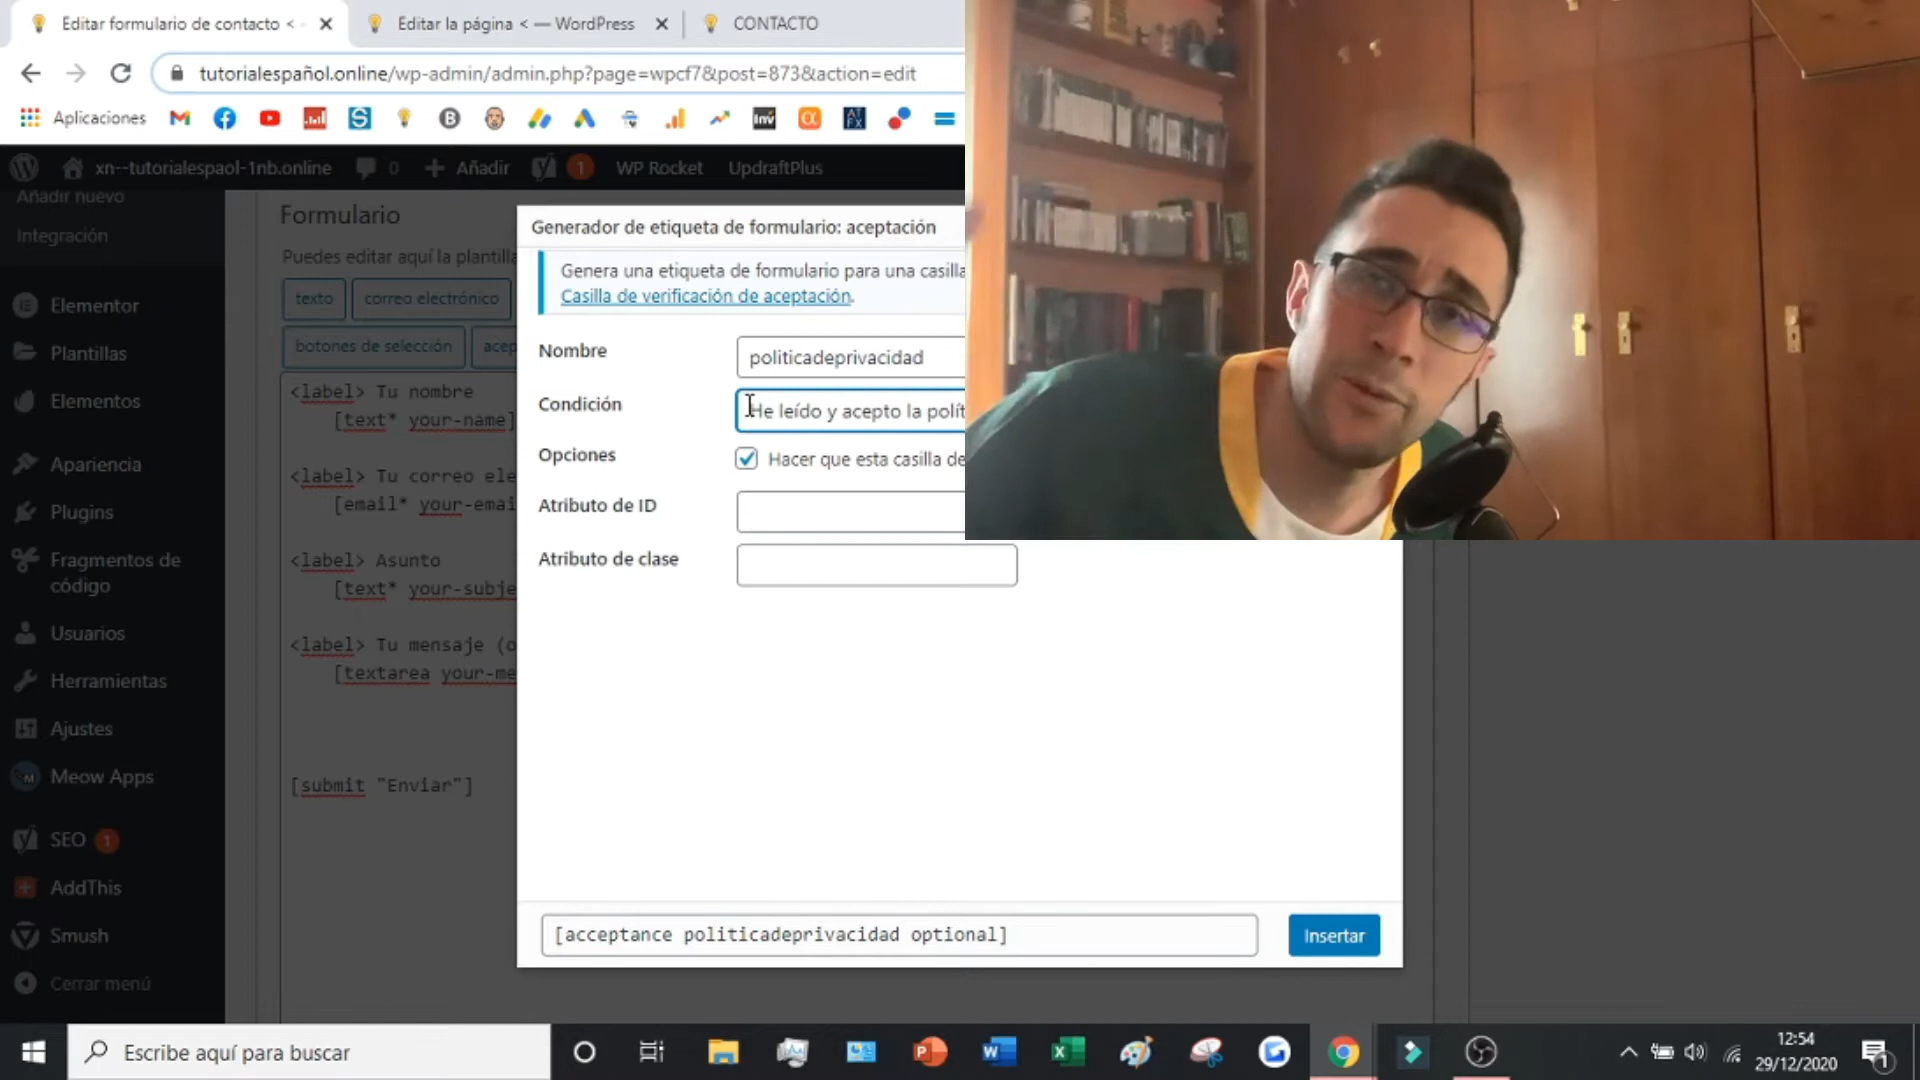 Editar formulario de contacto <
Editar la página < — WordPress
CONTACTO
tutorialespañol.online/wp-admin/admin.php?page=wpcf7&post=873&action=edit
Aplicaciones
xn--tutorialespaol-1nb.online
0
Añadir
1
WP Rocket
UpdraftPlus
Añadir nuevo
Integración
Elementor
Plantillas
Elementos
Apariencia
Plugins
Fragmentos de
código
Usuarios
Herramientas
Ajustes
Meow Apps
SEO 1
AddThis
Smush
Cerrar menú
Formulario
Puedes editar aquí la plantilla
texto
correo electrónico
botones de selección
acep
<label> Tu nombre
[text* your-name]
<label> Tu correo ele
[email* your-emai
<label> Asunto
[text* your-subje
<label> Tu mensaje (o
[textarea your-me
[submit "Enviar"]
Generador de etiqueta de formulario: aceptación
Genera una etiqueta de formulario para una casilla
Casilla de verificación de aceptación.
Nombre
politicadeprivacidad
Condición
He leído y acepto la polít
Opciones
Hacer que esta casilla de
Atributo de ID
Atributo de clase
[acceptance politicadeprivacidad optional]
Insertar
Escribe aquí para buscar
12:54
29/12/2020
1